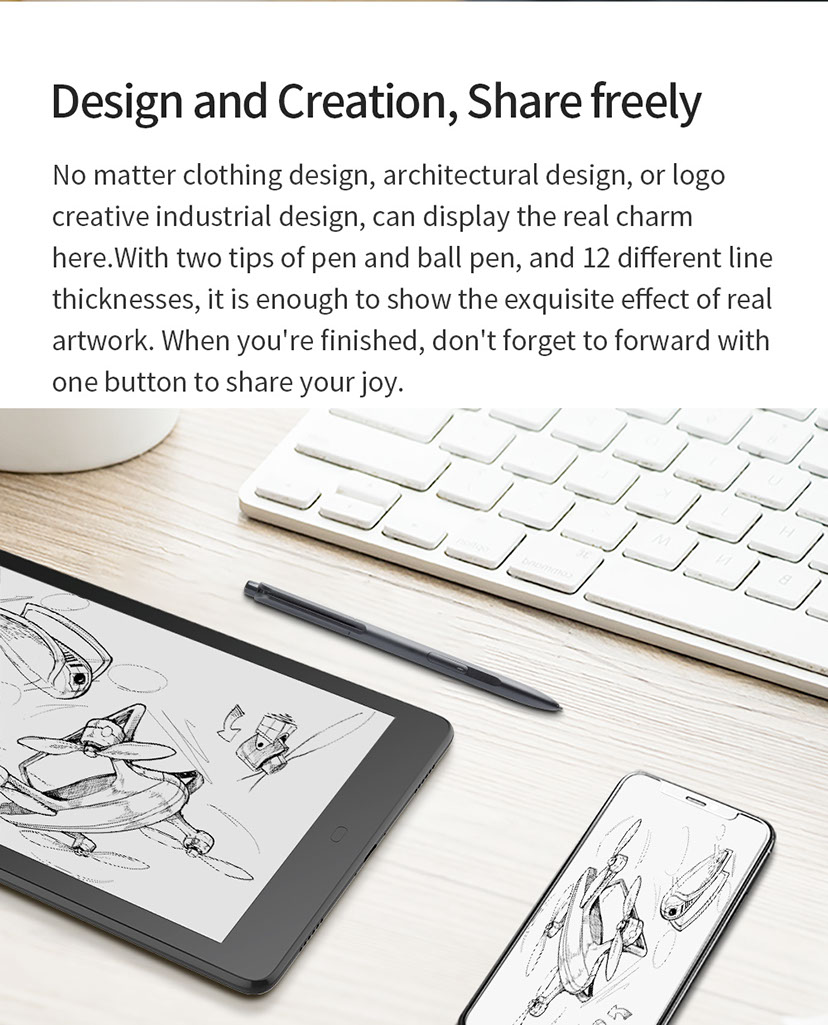 Design and Creation, Share freely
No matter clothing design, architectural design, or logo
creative industrial design, can display the real charm
here.With two tips of pen and ball pen, and 12 different line
thicknesses, it is enough to show the exquisite effect of real
artwork. When you're finished, don't forget to forward with
one button to share your joy.